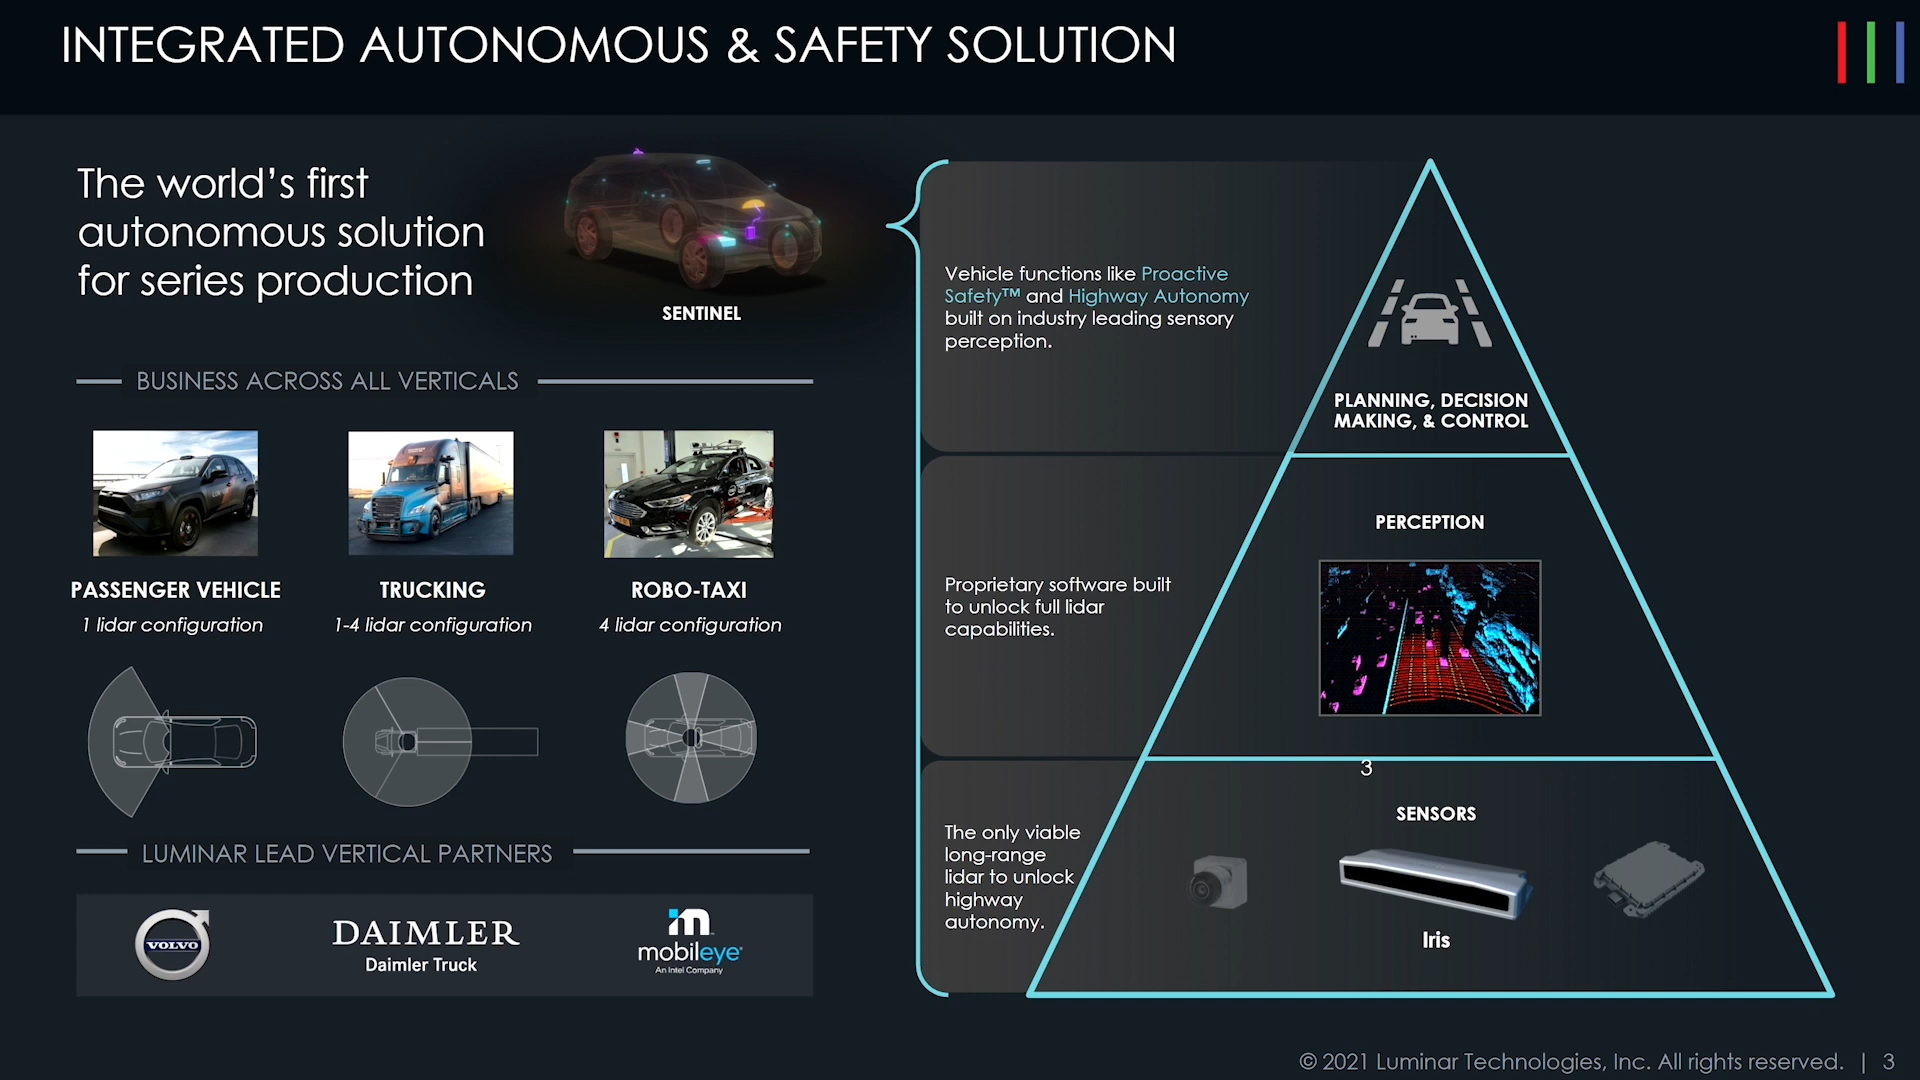 INTEGRATED AUTONOMOUS & SAFETY SOLUTION
The world's first
autonomous solution
for series production
SENTINEL
BUSINESS ACROSS ALL VERTICALS
PASSENGER VEHICLE
1 lidar configuration
TRUCKING
1-4 lidar configuration
ROBO-TAXI
4 lidar configuration
LUMINAR LEAD VERTICAL PARTNERS
VOLVO
DAIMLER
Daimler Truck
mobileye
An Intel Company
Vehicle functions like Proactive
Safety™ and Highway Autonomy
built on industry leading sensory
perception.
PLANNING, DECISION
MAKING, & CONTROL
Proprietary software built
to unlock full lidar
capabilities.
PERCEPTION
3
The only viable
long-range
lidar to unlock
highway
autonomy.
SENSORS
Iris
© 2021 Luminar Technologies, Inc. All rights reserved. | 3